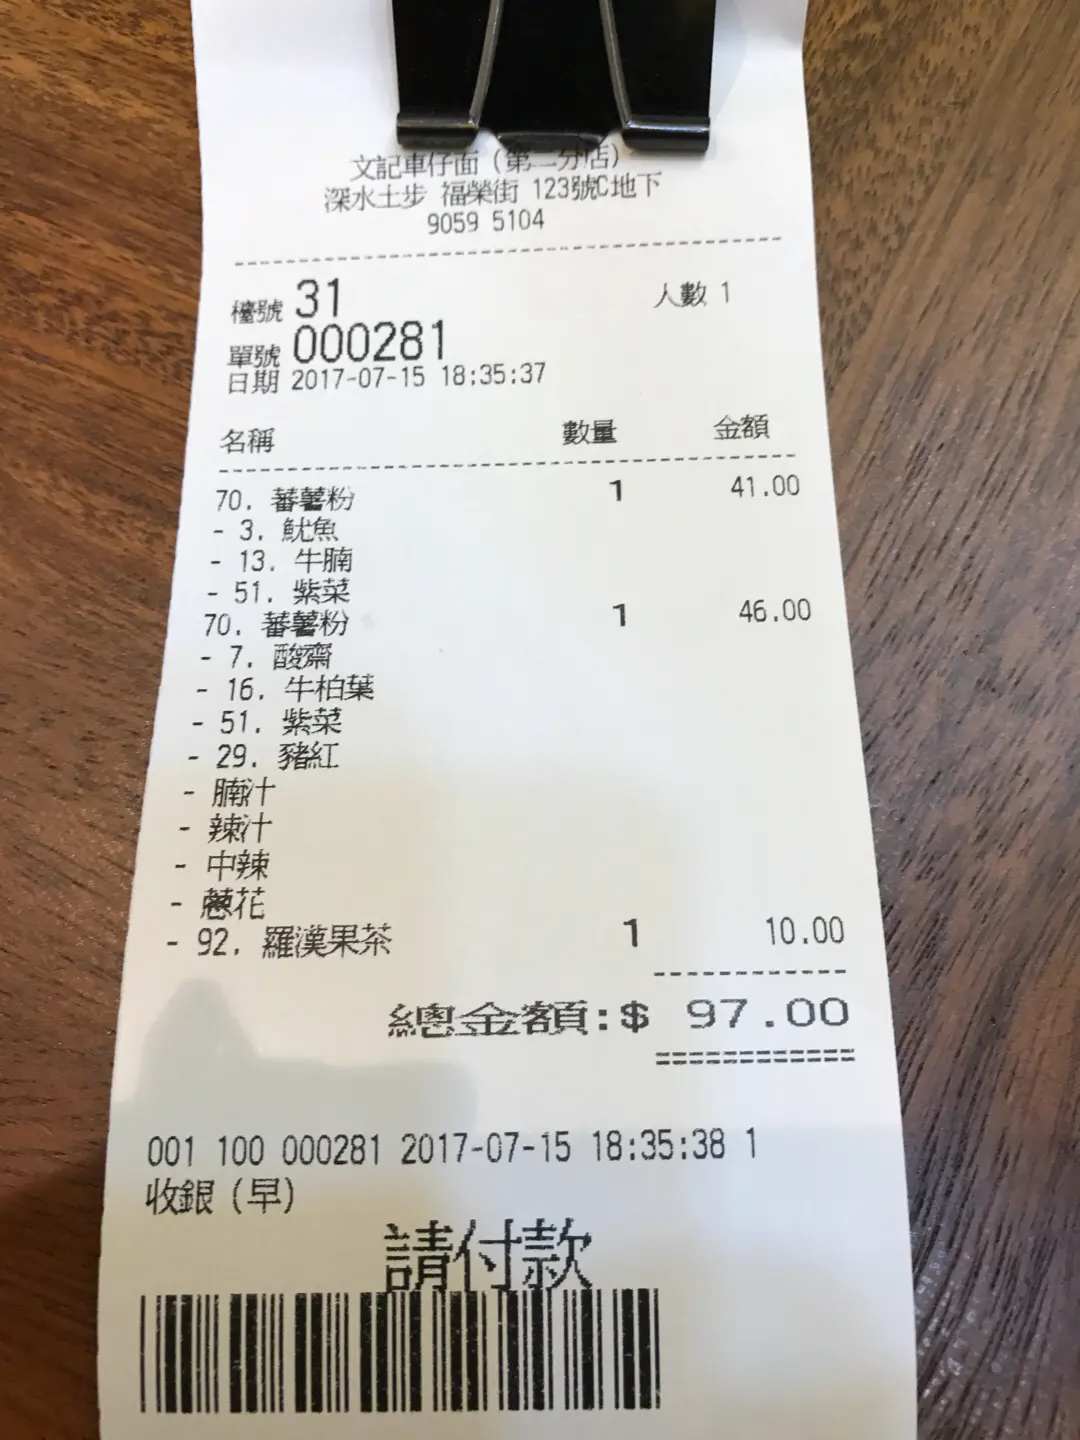 文記車仔面（第二分店）
深水土步 福榮街 123號C地下
9059 5104
檯號 31 人數 1
單號 000281
日期 2017-07-15 18:35:37
名稱 數量 金額
70. 蕃薯粉 1 41.00
- 3. 魷魚
- 13. 牛腩
- 51. 紫菜
70. 蕃薯粉 1 46.00
- 7. 酸齋
- 16. 牛柏葉
- 51. 紫菜
- 29. 豬紅
- 腩汁
- 辣汁
- 中辣
- 蔥花
- 92. 羅漢果茶 1 10.00
總金額:$ 97.00
001 100 000281 2017-07-15 18:35:38 1
收銀（早）
請付款